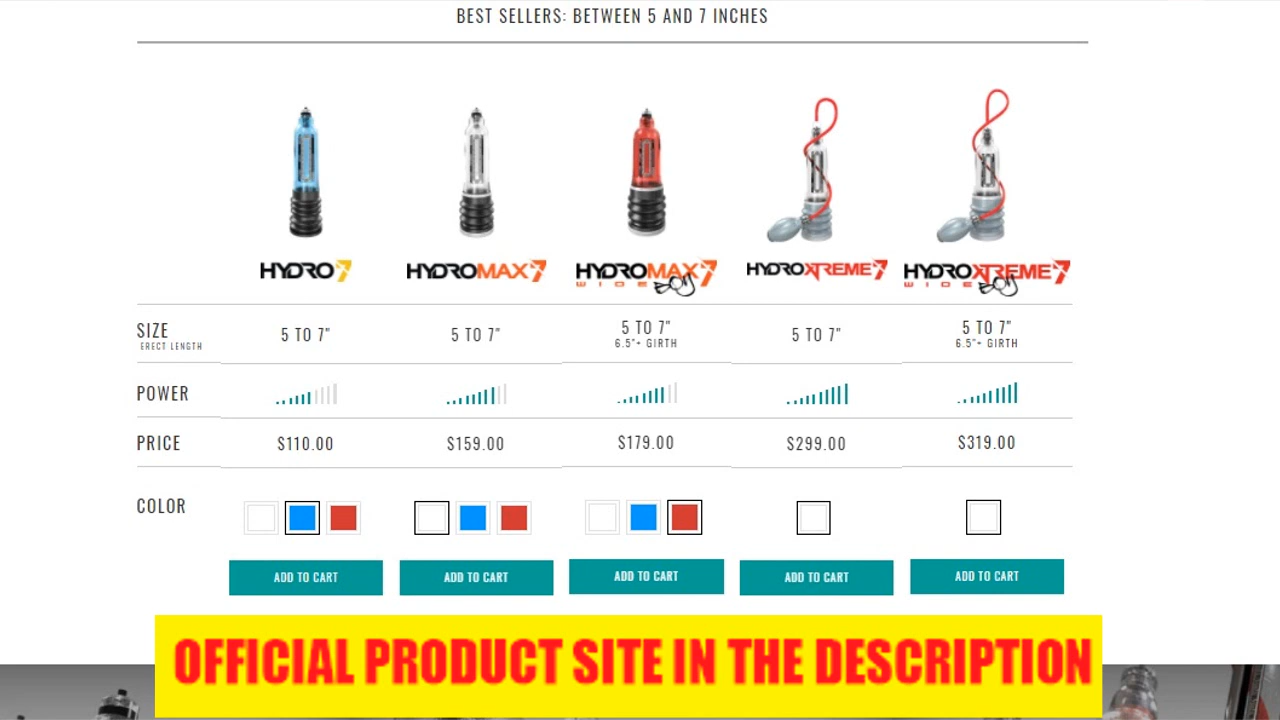 BEST SELLERS: BETWEEN 5 AND 7 INCHES
HYDRO7
HYDROMAX7
HYDROMAX7
WIDE BOY
HYDROXTREME7
HYDROXTREME7
WIDE BOY
SIZE
ERECT LENGTH
5 TO 7"
5 TO 7"
5 TO 7"
6.5"+ GIRTH
5 TO 7"
5 TO 7"
6.5"+ GIRTH
POWER
PRICE
$110.00
$159.00
$179.00
$299.00
$319.00
COLOR
ADD TO CART
ADD TO CART
ADD TO CART
ADD TO CART
ADD TO CART
OFFICIAL PRODUCT SITE IN THE DESCRIPTION